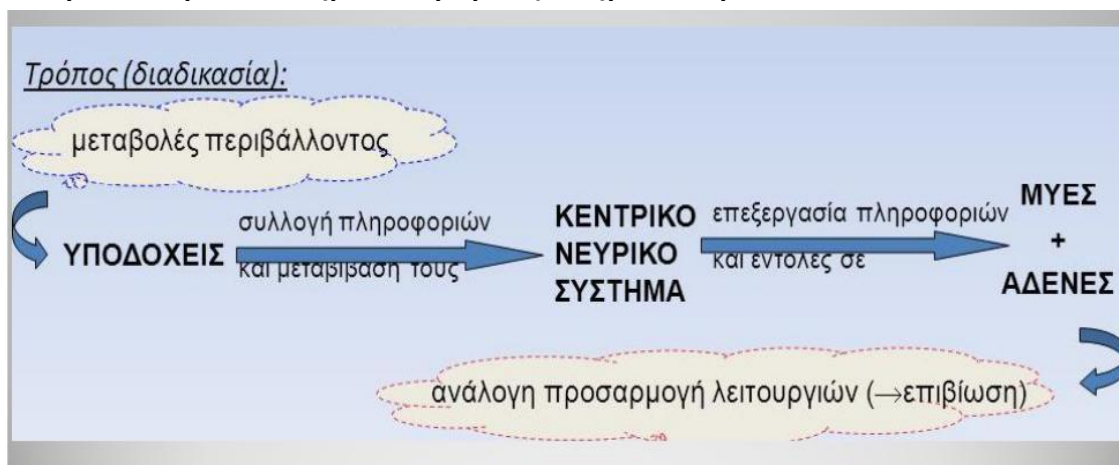 Τρόπος (διαδικασία):
μεταβολές περιβάλλοντος
ΥΠΟΔΟΧΕΙΣ
συλλογή πληροφοριών
και μεταβίβαση τους
ΚΕΝΤΡΙΚΟ
ΝΕΥΡΙΚΟ
ΣΥΣΤΗΜΑ
επεξεργασία πληροφοριών
και εντολές σε
ΜΥΕΣ
+
ΑΔΕΝΕΣ
ανάλογη προσαρμογή λειτουργιών (→επιβίωση)